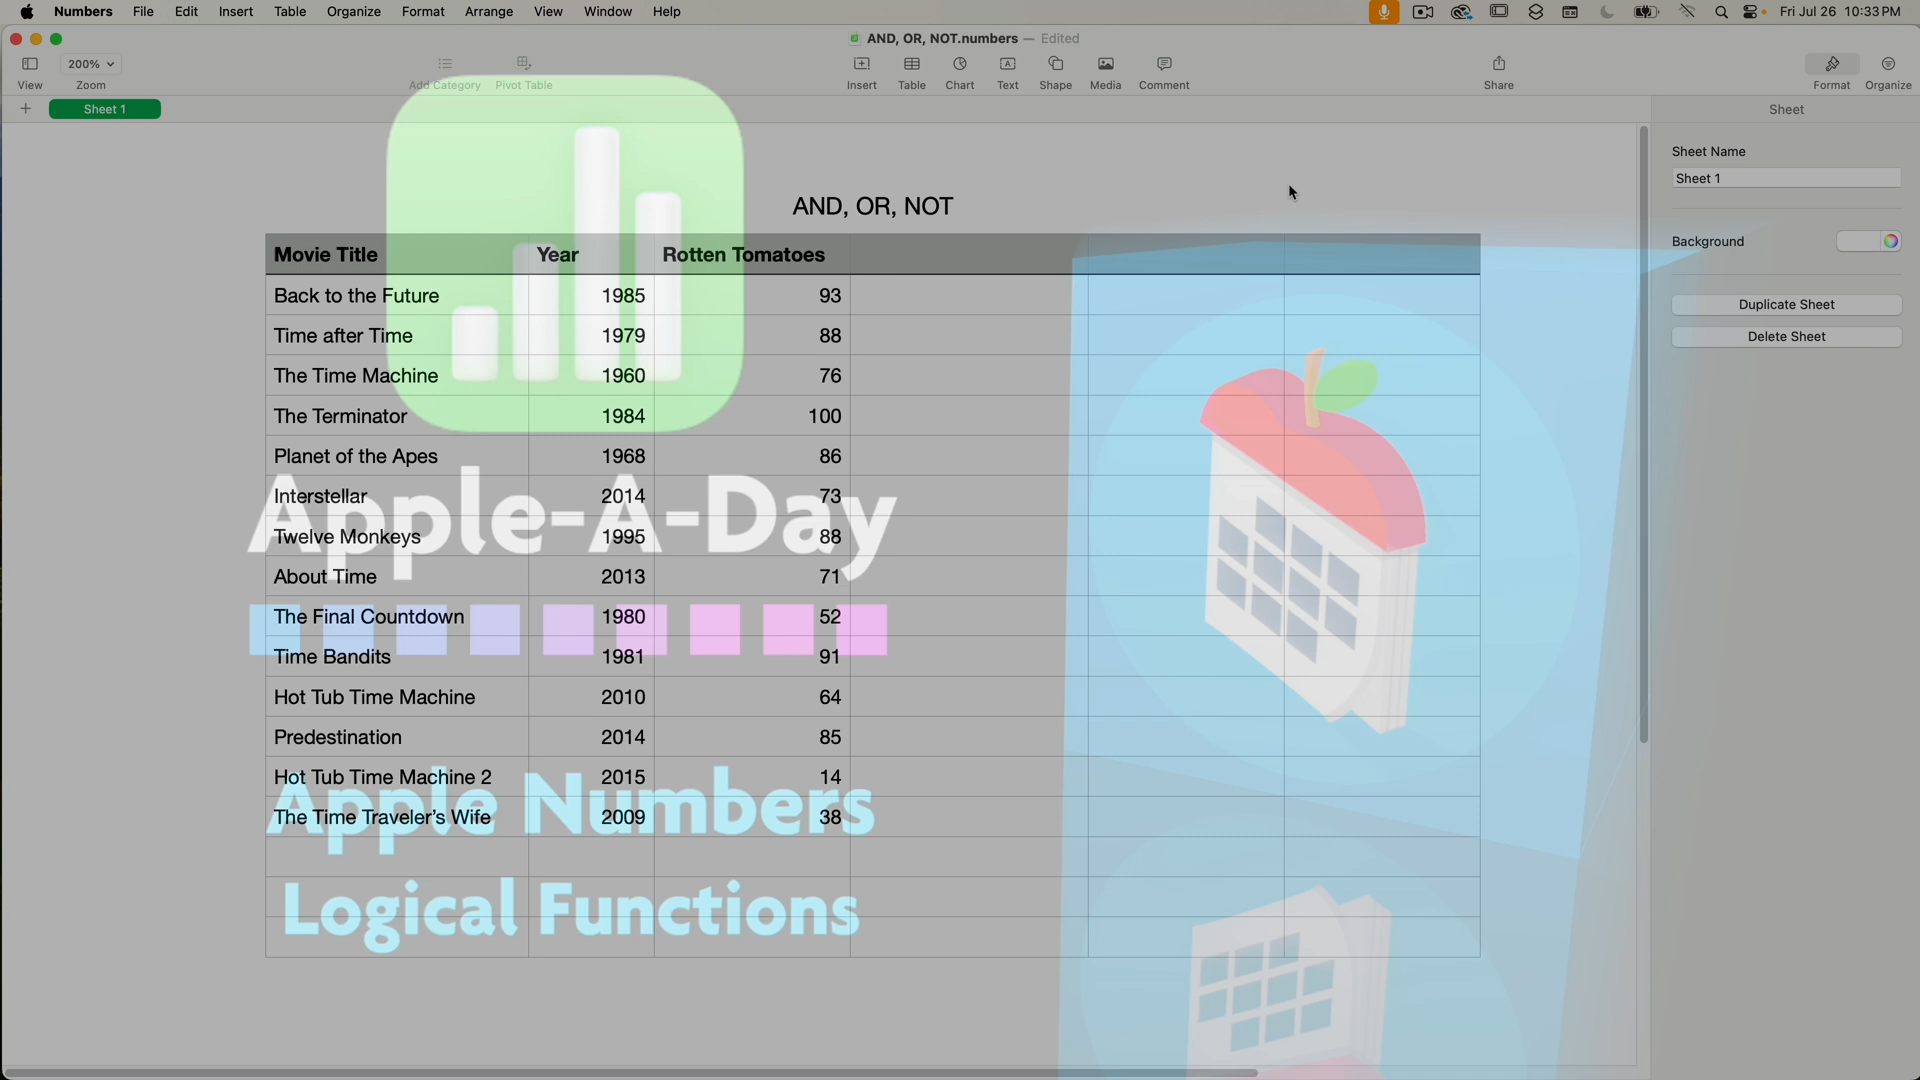 Numbers File Edit Insert Table Organize Format Arrange View Window Help Fri Jul 26 10:33 PM
AND, OR, NOT.numbers — Edited
200%
View Zoom Add Category Pivot Table Insert Table Chart Text Shape Media Comment Share Format Organize
Sheet 1 Sheet
Sheet Name
Sheet 1
Background
Duplicate Sheet
Delete Sheet
AND, OR, NOT
Movie Title Year Rotten Tomatoes
Back to the Future 1985 93
Time after Time 1979 88
The Time Machine 1960 76
The Terminator 1984 100
Planet of the Apes 1968 86
Interstellar 2014 73
Twelve Monkeys 1995 88
About Time 2013 71
The Final Countdown 1980 52
Time Bandits 1981 91
Hot Tub Time Machine 2010 64
Predestination 2014 85
Hot Tub Time Machine 2 2015 14
The Time Traveler’s Wife 2009 38
Apple-A-Day
Apple Numbers
Logical Functions